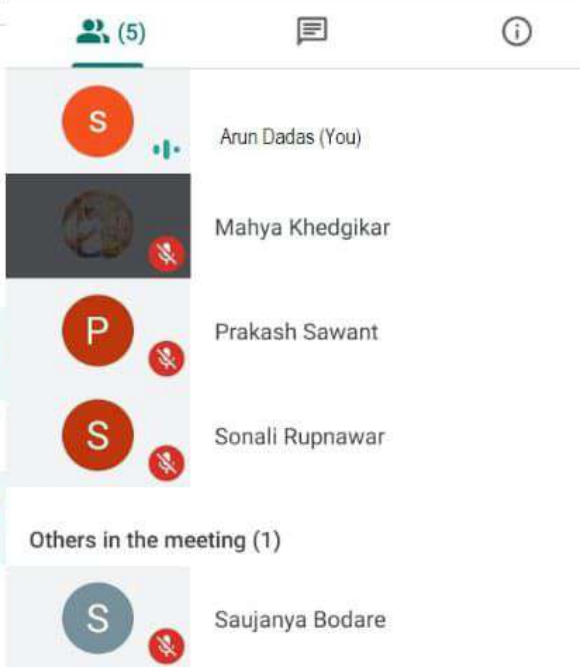 (5)
S
Arun Dadas (You)
Mahya Khedgikar
P
Prakash Sawant
S
Sonali Rupnawar
Others in the meeting (1)
S
Saujanya Bodare